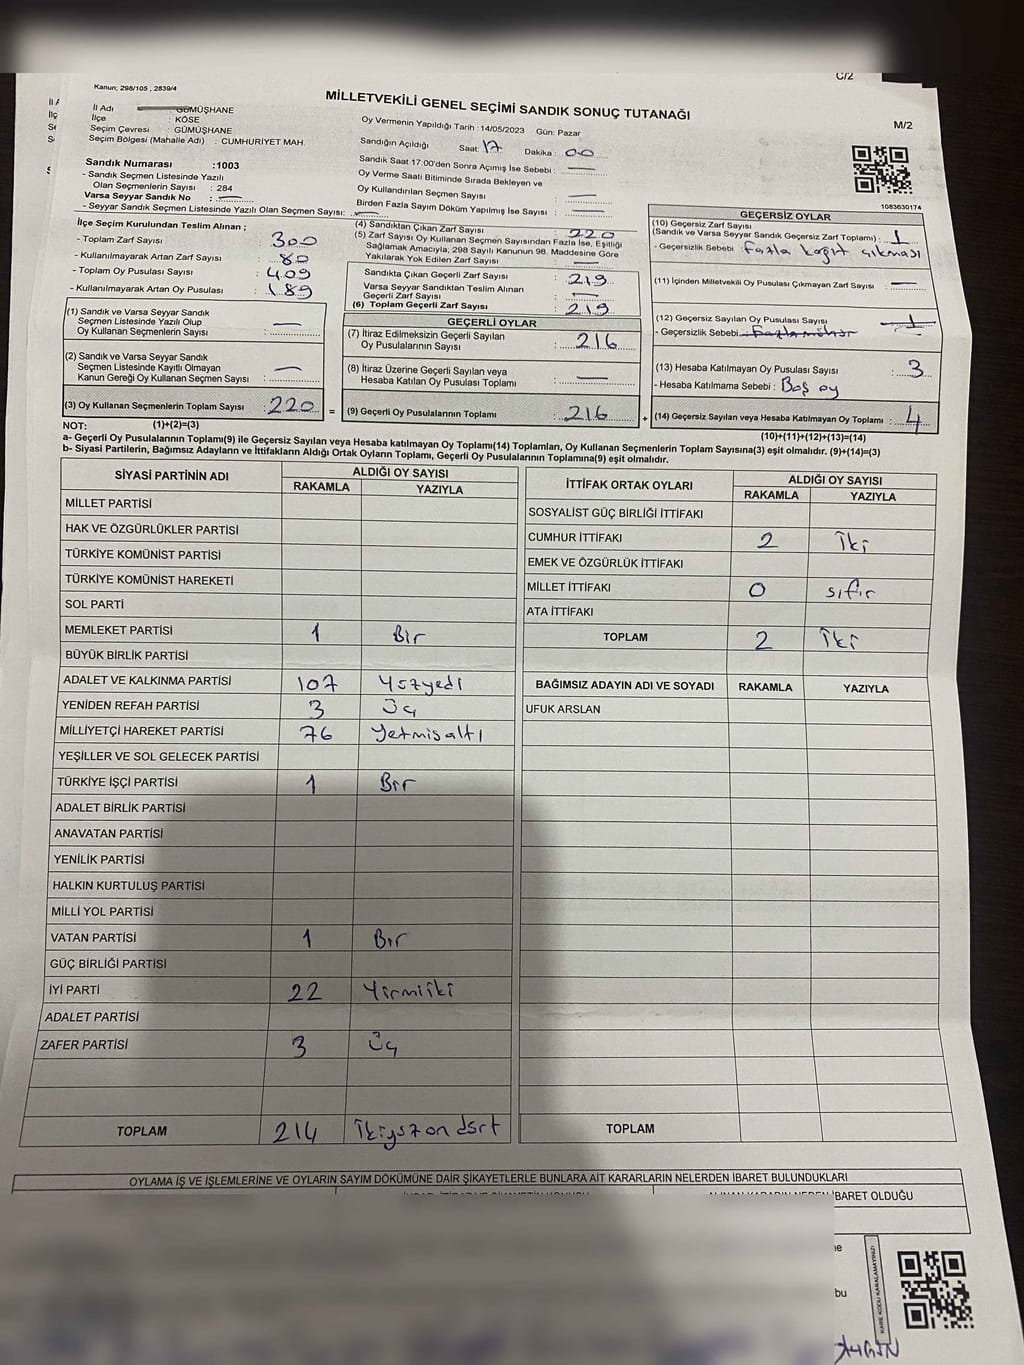 C/2
Kanun; 298/105 , 2839/4
MİLLETVEKİLİ GENEL SEÇİMİ SANDIK SONUÇ TUTANAĞI
M/2
İl Adı : GÜMÜŞHANE
İlçe : KÖSE
Seçim Çevresi : GÜMÜŞHANE
Seçim Bölgesi (Mahalle Adı) : CUMHURİYET MAH.
Sandık Numarası :1003
- Sandık Seçmen Listesinde Yazılı
Olan Seçmenlerin Sayısı : 284
Varsa Seyyar Sandık No : —
- Seyyar Sandık Seçmen Listesinde Yazılı Olan Seçmen Sayısı: —
Oy Vermenin Yapıldığı Tarih :14/05/2023 Gün: Pazar
Sandığın Açıldığı Saat: 17 Dakika : 00
Sandık Saat 17:00'den Sonra Açımış İse Sebebi : —
Oy Verme Saati Bitiminde Sırada Bekleyen ve
Oy Kullandırılan Seçmen Sayısı : —
Birden Fazla Sayım Döküm Yapılmış İse Sayısı : —
1083630174
İlçe Seçim Kurulundan Teslim Alınan ;
- Toplam Zarf Sayısı : 300
- Kullanılmayarak Artan Zarf Sayısı : 80
- Toplam Oy Pusulası Sayısı : 409
- Kullanılmayarak Artan Oy Pusulası : 189
(1) Sandık ve Varsa Seyyar Sandık
Seçmen Listesinde Yazılı Olup
Oy Kullanan Seçmenlerin Sayısı : —
(2) Sandık ve Varsa Seyyar Sandık
Seçmen Listesinde Kayıtlı Olmayan
Kanun Gereği Oy Kullanan Seçmen Sayısı : —
(3) Oy Kullanan Seçmenlerin Toplam Sayısı : 220 =
(4) Sandıktan Çıkan Zarf Sayısı : 220
(5) Zarf Sayısı Oy Kullanan Seçmen Sayısından Fazla İse, Eşitliği
Sağlamak Amacıyla, 298 Sayılı Kanunun 98. Maddesine Göre
Yakılarak Yok Edilen Zarf Sayısı : —
Sandıkta Çıkan Geçerli Zarf Sayısı : 219
Varsa Seyyar Sandıktan Teslim Alınan
Geçerli Zarf Sayısı : —
(6) Toplam Geçerli Zarf Sayısı : 219
GEÇERLİ OYLAR
(7) İtiraz Edilmeksizin Geçerli Sayılan
Oy Pusulalarının Sayısı : 216
(8) İtiraz Üzerine Geçerli Sayılan veya
Hesaba Katılan Oy Pusulası Toplamı : —
(9) Geçerli Oy Pusulalarının Toplamı : 216 +
GEÇERSİZ OYLAR
(10) Geçersiz Zarf Sayısı
(Sandık ve Varsa Seyyar Sandık Geçersiz Zarf Toplamı) : 1
- Geçersizlik Sebebi : Fazla kağıt çıkması
(11) İçinden Milletvekili Oy Pusulası Çıkmayan Zarf Sayısı : —
(12) Geçersiz Sayılan Oy Pusulası Sayısı : 1
- Geçersizlik Sebebi : Fazla mühür
(13) Hesaba Katılmayan Oy Pusulası Sayısı : 3
- Hesaba Katılmama Sebebi : Boş oy
(14) Geçersiz Sayılan veya Hesaba Katılmayan Oy Toplamı : 4
NOT: (1)+(2)=(3)
(10)+(11)+(12)+(13)=(14)
a- Geçerli Oy Pusulalarının Toplamı(9) ile Geçersiz Sayılan veya Hesaba katılmayan Oy Toplamı(14) Toplamları, Oy Kullanan Seçmenlerin Toplam Sayısına(3) eşit olmalıdır. (9)+(14)=(3)
b- Siyasi Partilerin, Bağımsız Adayların ve İttifakların Aldığı Ortak Oyların Toplamı, Geçerli Oy Pusulalarının Toplamına(9) eşit olmalıdır.
SİYASİ PARTİNİN ADI ALDIĞI OY SAYISI
RAKAMLA YAZIYLA
MİLLET PARTİSİ
HAK VE ÖZGÜRLÜKLER PARTİSİ
TÜRKİYE KOMÜNİST PARTİSİ
TÜRKİYE KOMÜNİST HAREKETİ
SOL PARTİ
MEMLEKET PARTİSİ 1 Bir
BÜYÜK BİRLİK PARTİSİ
ADALET VE KALKINMA PARTİSİ 107 Yüzyedi
YENİDEN REFAH PARTİSİ 3 Üç
MİLLİYETÇİ HAREKET PARTİSİ 76 Yetmişaltı
YEŞİLLER VE SOL GELECEK PARTİSİ
TÜRKİYE İŞÇİ PARTİSİ 1 Bir
ADALET BİRLİK PARTİSİ
ANAVATAN PARTİSİ
YENİLİK PARTİSİ
HALKIN KURTULUŞ PARTİSİ
MİLLİ YOL PARTİSİ
VATAN PARTİSİ 1 Bir
GÜÇ BİRLİĞİ PARTİSİ
İYİ PARTİ 22 Yirmiiki
ADALET PARTİSİ
ZAFER PARTİSİ 3 Üç
TOPLAM 214 İkiyüz on dört
İTTİFAK ORTAK OYLARI ALDIĞI OY SAYISI
RAKAMLA YAZIYLA
SOSYALİST GÜÇ BİRLİĞİ İTTİFAKI
CUMHUR İTTİFAKI 2 İki
EMEK VE ÖZGÜRLÜK İTTİFAKI
MİLLET İTTİFAKI 0 sıfır
ATA İTTİFAKI
TOPLAM 2 İki
BAĞIMSIZ ADAYIN ADI VE SOYADI RAKAMLA YAZIYLA
UFUK ARSLAN
TOPLAM
OYLAMA İŞ VE İŞLEMLERİNE VE OYLARIN SAYIM DÖKÜMÜNE DAİR ŞİKAYETLERLE BUNLARA AİT KARARLARIN NELERDEN İBARET BULUNDUKLARI
İBARET OLDUĞU
bu
KARE KODU KARALAMAYINIZ!